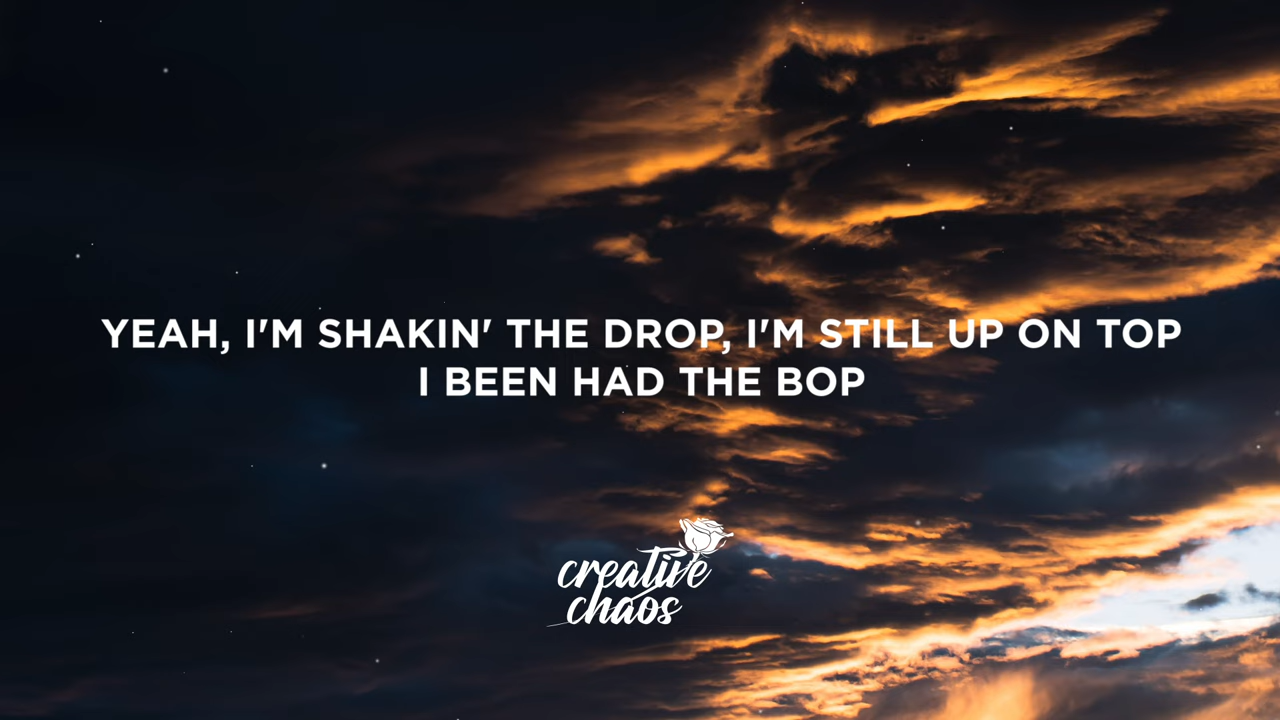 YEAH, I'M SHAKIN' THE DROP, I'M STILL UP ON TOP
I BEEN HAD THE BOP
creative
chaos